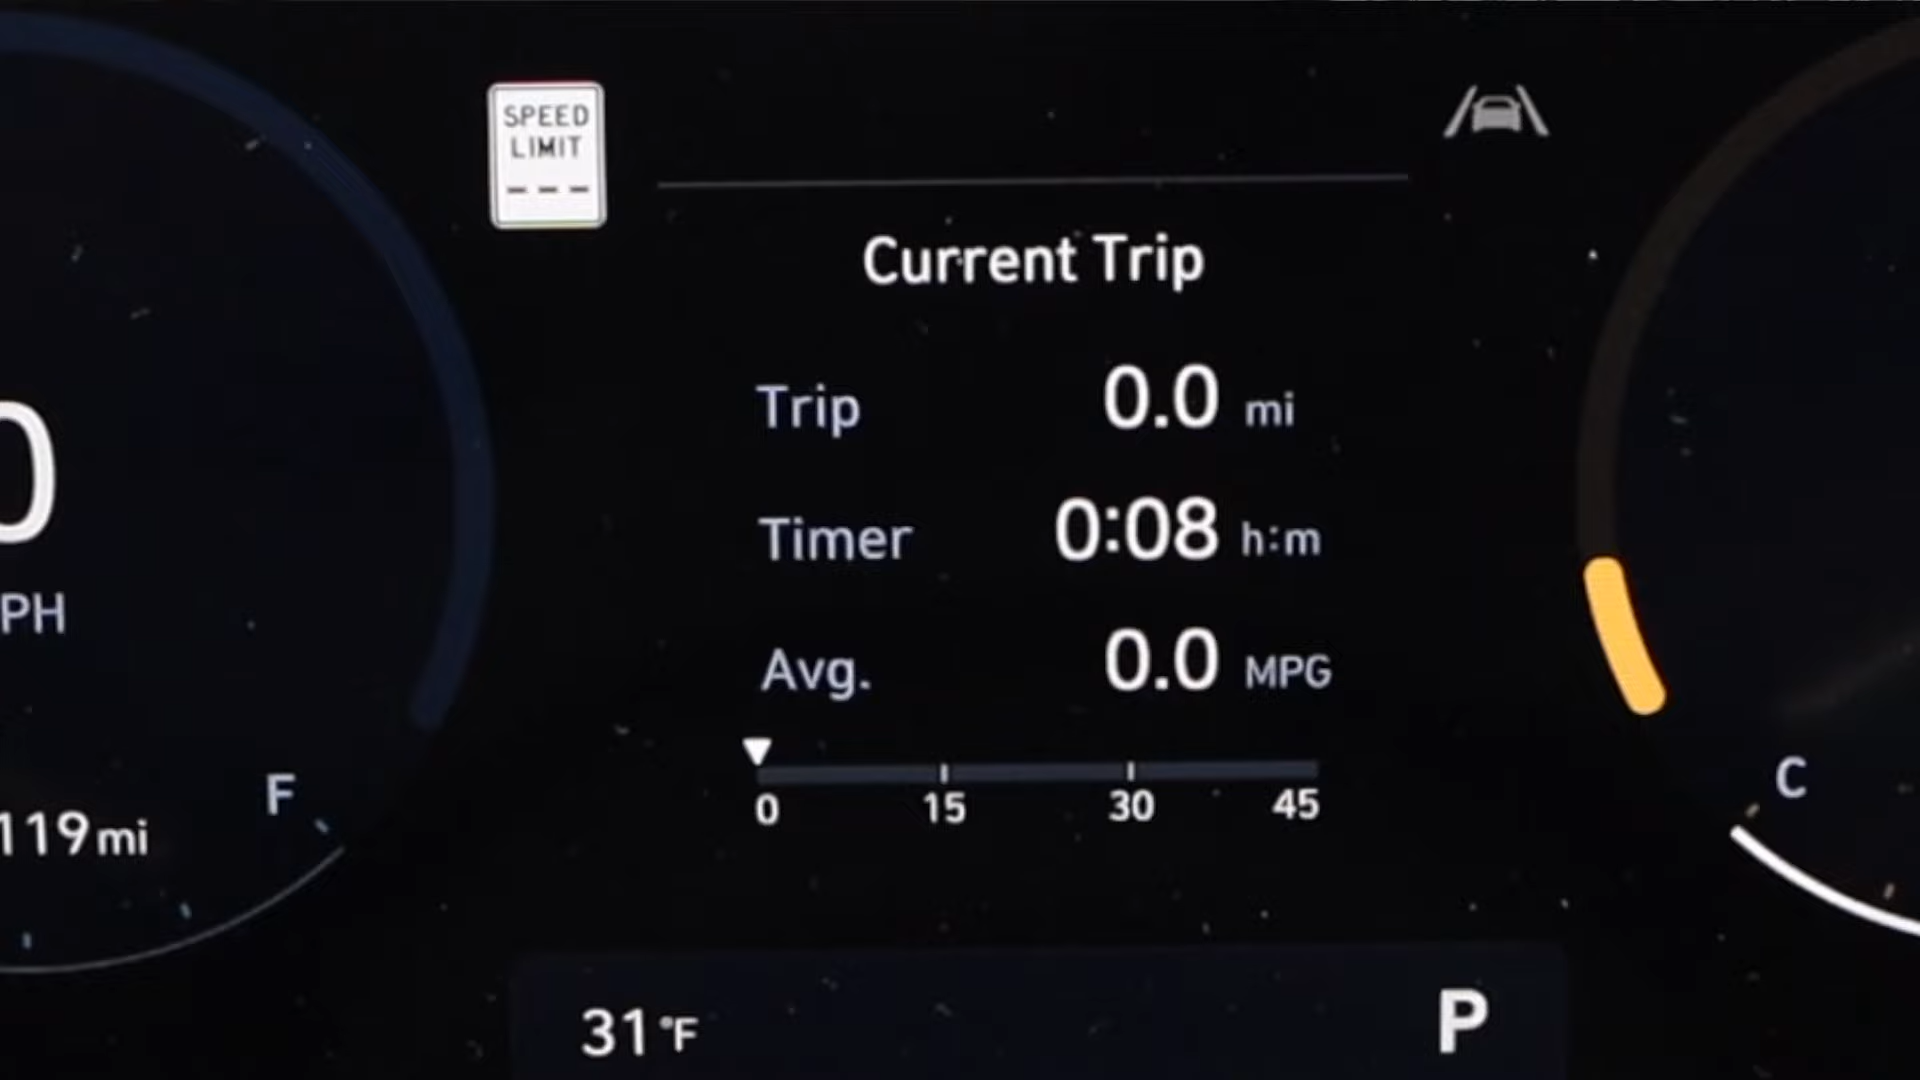 SPEED
LIMIT
---
Current Trip
Trip 0.0 mi
Timer 0:08 h:m
Avg. 0.0 MPG
0 15 30 45
0
PH
F
119mi
C
31°F
P